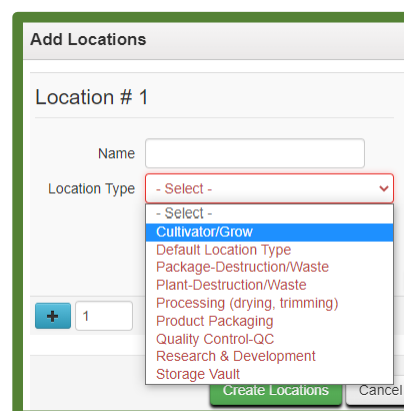 Add Locations
Location # 1
Name
Location Type - Select -
- Select -
Cultivator/Grow
Default Location Type
Package-Destruction/Waste
Plant-Destruction/Waste
Processing (drying, trimming)
Product Packaging
Quality Control-QC
Research & Development
Storage Vault
+ 1
Create Locations Cancel